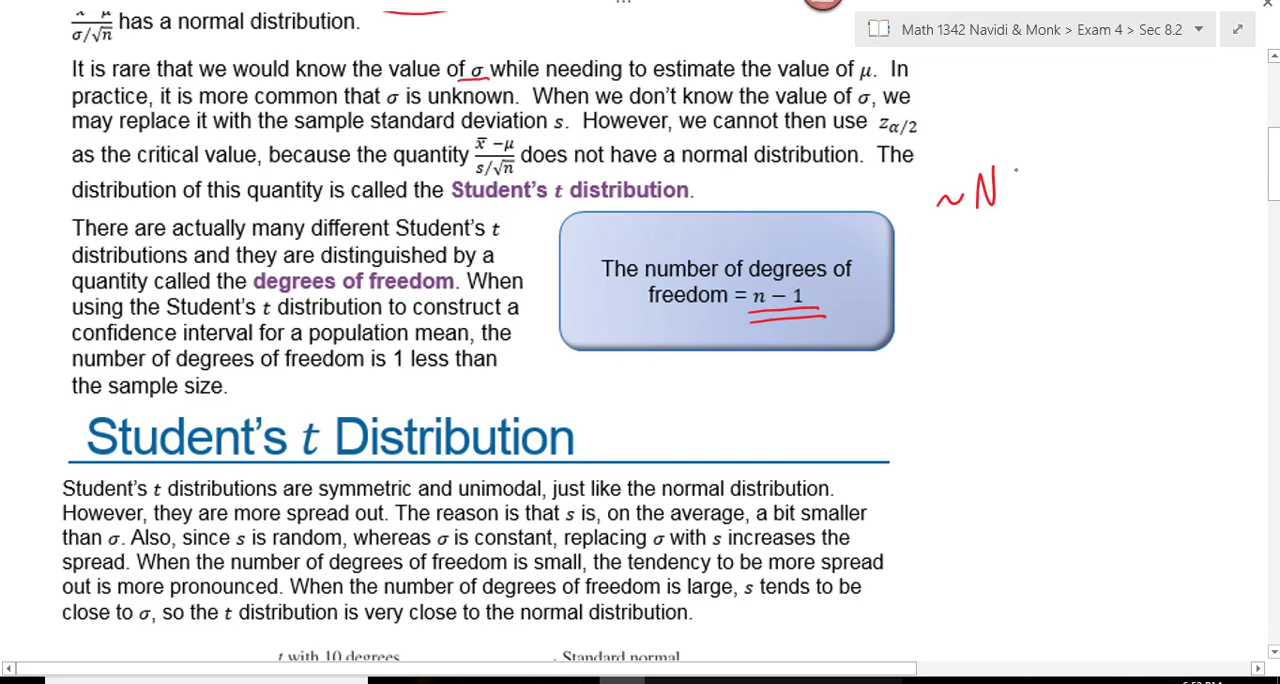 σ/√n has a normal distribution.
Math 1342 Navidi & Monk > Exam 4 > Sec 8.2
It is rare that we would know the value of σ while needing to estimate the value of μ. In
practice, it is more common that σ is unknown. When we don't know the value of σ, we
may replace it with the sample standard deviation s. However, we cannot then use zα/2
as the critical value, because the quantity x̄ −μ / s/√n does not have a normal distribution. The
distribution of this quantity is called the Student's t distribution.
~N
There are actually many different Student's t
distributions and they are distinguished by a
quantity called the degrees of freedom. When
using the Student's t distribution to construct a
confidence interval for a population mean, the
number of degrees of freedom is 1 less than
the sample size.
The number of degrees of
freedom = n − 1
Student's t Distribution
Student's t distributions are symmetric and unimodal, just like the normal distribution.
However, they are more spread out. The reason is that s is, on the average, a bit smaller
than σ. Also, since s is random, whereas σ is constant, replacing σ with s increases the
spread. When the number of degrees of freedom is small, the tendency to be more spread
out is more pronounced. When the number of degrees of freedom is large, s tends to be
close to σ, so the t distribution is very close to the normal distribution.
t with 10 degrees
Standard normal